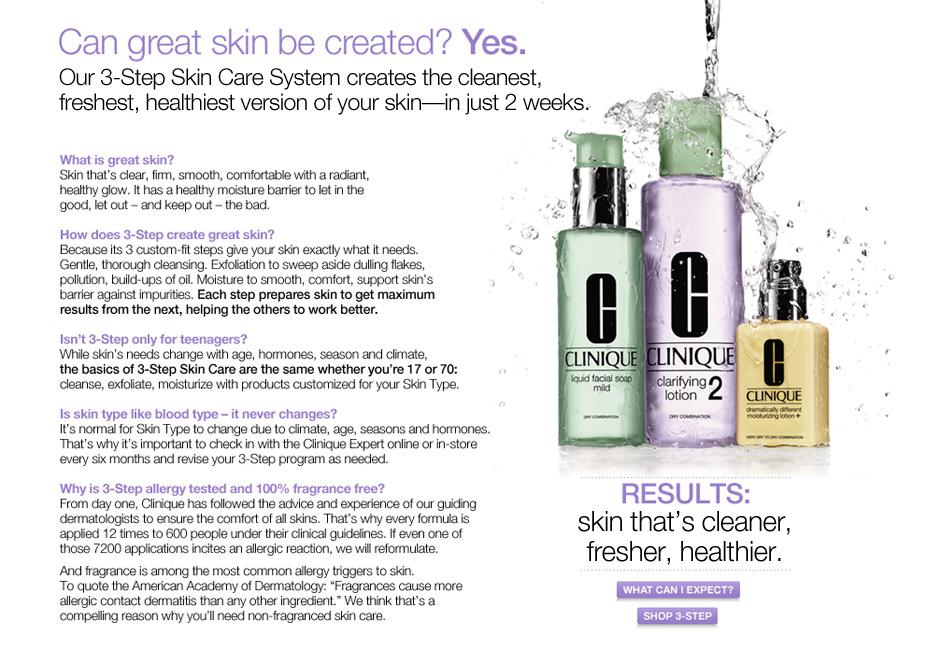 Can great skin be created? Yes.
Our 3-Step Skin Care System creates the cleanest,
freshest, healthiest version of your skin—in just 2 weeks.
What is great skin?
Skin that's clear, firm, smooth, comfortable with a radiant,
healthy glow. It has a healthy moisture barrier to let in the
good, let out – and keep out – the bad.
How does 3-Step create great skin?
Because its 3 custom-fit steps give your skin exactly what it needs.
Gentle, thorough cleansing. Exfoliation to sweep aside dulling flakes,
pollution, build-ups of oil. Moisture to smooth, comfort, support skin's
barrier against impurities. Each step prepares skin to get maximum
results from the next, helping the others to work better.
Isn't 3-Step only for teenagers?
While skin's needs change with age, hormones, season and climate,
the basics of 3-Step Skin Care are the same whether you're 17 or 70:
cleanse, exfoliate, moisturize with products customized for your Skin Type.
Is skin type like blood type – it never changes?
It's normal for Skin Type to change due to climate, age, seasons and hormones.
That's why it's important to check in with the Clinique Expert online or in-store
every six months and revise your 3-Step program as needed.
Why is 3-Step allergy tested and 100% fragrance free?
From day one, Clinique has followed the advice and experience of our guiding
dermatologists to ensure the comfort of all skins. That's why every formula is
applied 12 times to 600 people under their clinical guidelines. If even one of
those 7200 applications incites an allergic reaction, we will reformulate.
And fragrance is among the most common allergy triggers to skin.
To quote the American Academy of Dermatology: "Fragrances cause more
allergic contact dermatitis than any other ingredient." We think that's a
compelling reason why you'll need non-fragranced skin care.
CLINIQUE
liquid facial soap
mild
DRY COMBINATION
CLINIQUE
clarifying 2
lotion
DRY COMBINATION
CLINIQUE
dramatically different
moisturizing lotion+
VERY DRY TO DRY COMBINATION
RESULTS:
skin that's cleaner,
fresher, healthier.
WHAT CAN I EXPECT?
SHOP 3-STEP